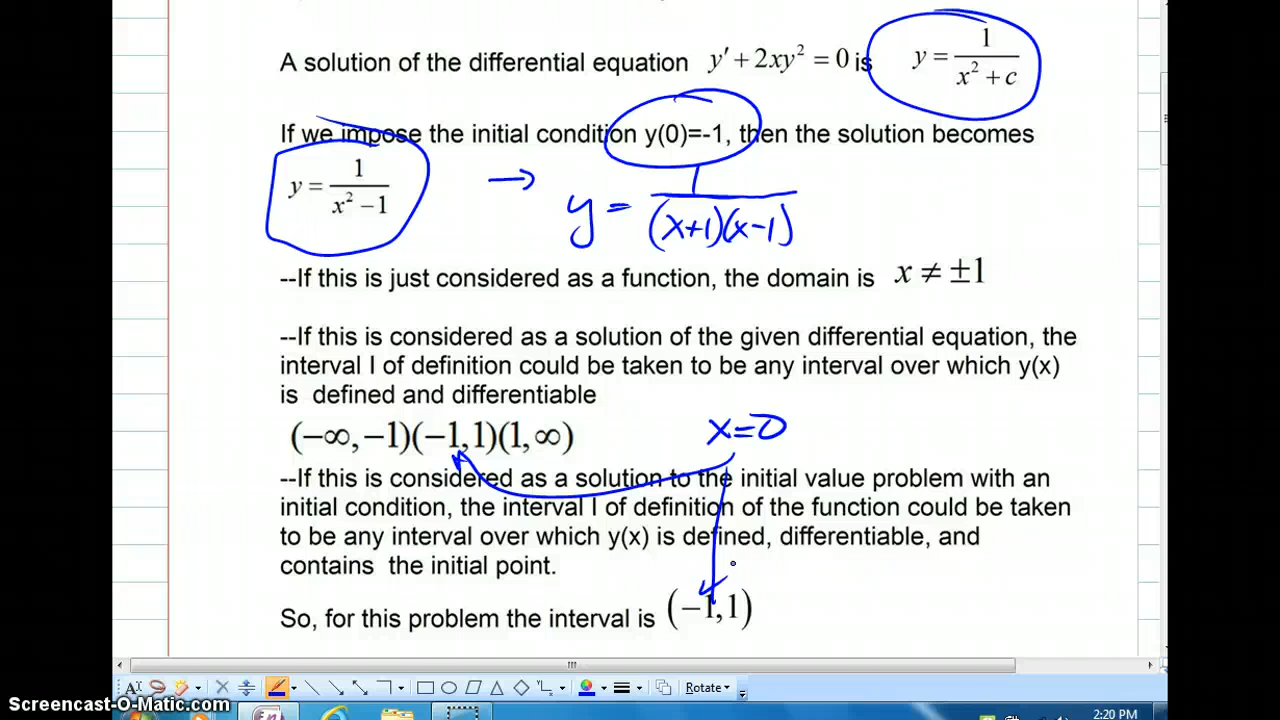 A solution of the differential equation y′ + 2xy² = 0 is y = 1/(x² + c)
If we impose the initial condition y(0)=-1, then the solution becomes
y = 1/(x² − 1) → y = 1/((x+1)(x−1))
--If this is just considered as a function, the domain is x ≠ ±1
--If this is considered as a solution of the given differential equation, the
interval I of definition could be taken to be any interval over which y(x)
is defined and differentiable
(−∞,−1)(−1,1)(1,∞) x=0
--If this is considered as a solution to the initial value problem with an
initial condition, the interval I of definition of the function could be taken
to be any interval over which y(x) is defined, differentiable, and
contains the initial point.
So, for this problem the interval is (−1,1)
Rotate
Screencast-O-Matic.com
2:20 PM